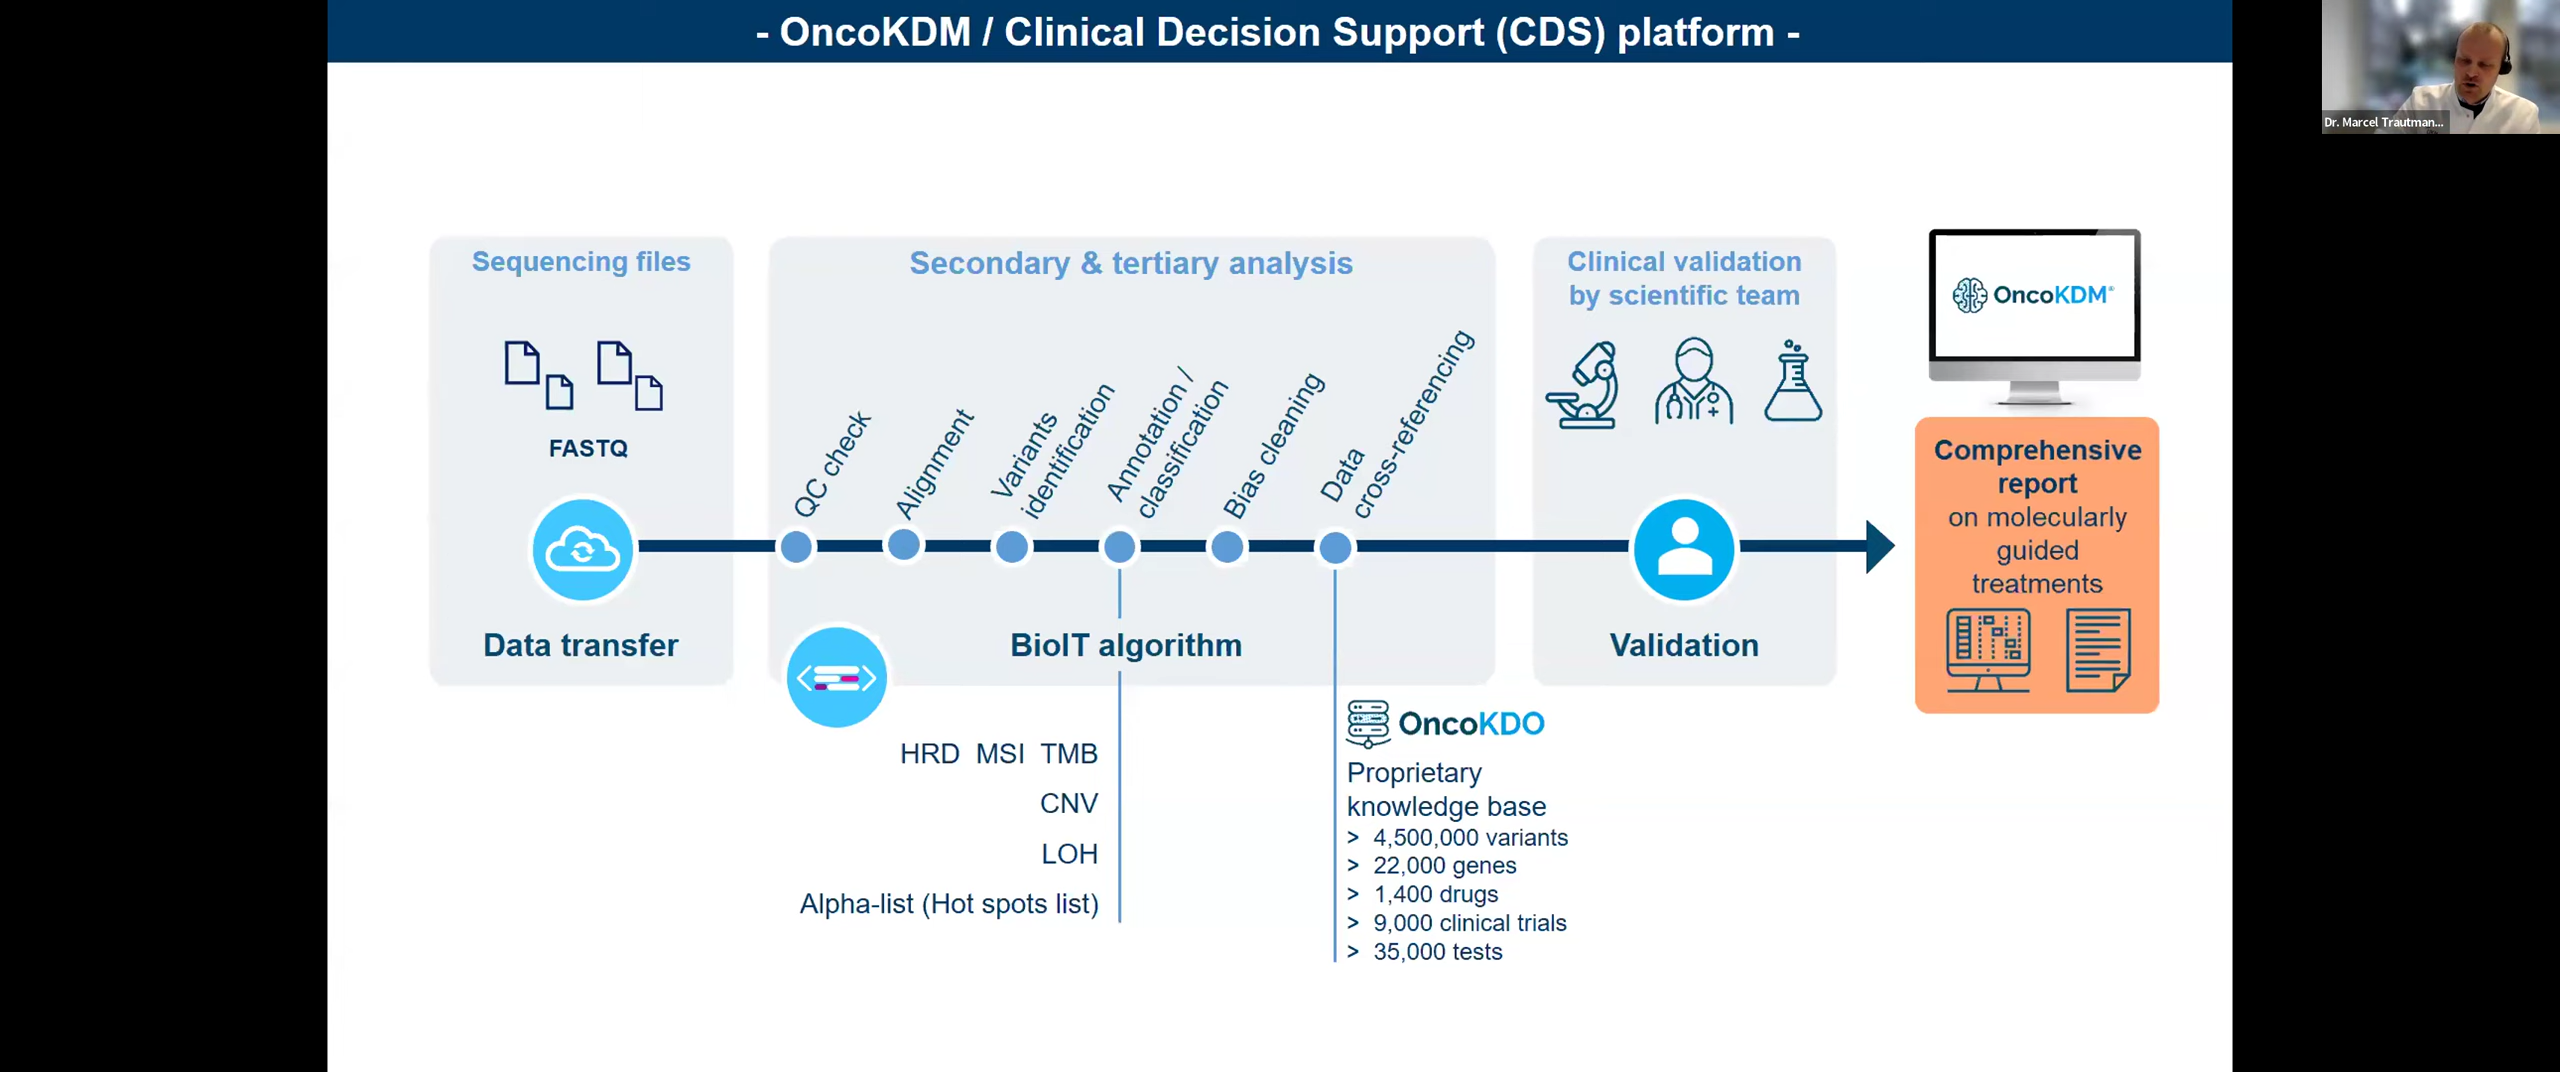 - OncoKDM / Clinical Decision Support (CDS) platform -
Dr. Marcel Trautman...
Sequencing files
FASTQ
Data transfer
Secondary & tertiary analysis
QC check
Alignment
Variants
identification
Annotation /
classification
Bias cleaning
Data
cross-referencing
BioIT algorithm
HRD MSI TMB
CNV
LOH
Alpha-list (Hot spots list)
OncoKDO
Proprietary
knowledge base
> 4,500,000 variants
> 22,000 genes
> 1,400 drugs
> 9,000 clinical trials
> 35,000 tests
Clinical validation
by scientific team
Validation
OncoKDM®
Comprehensive
report
on molecularly
guided
treatments